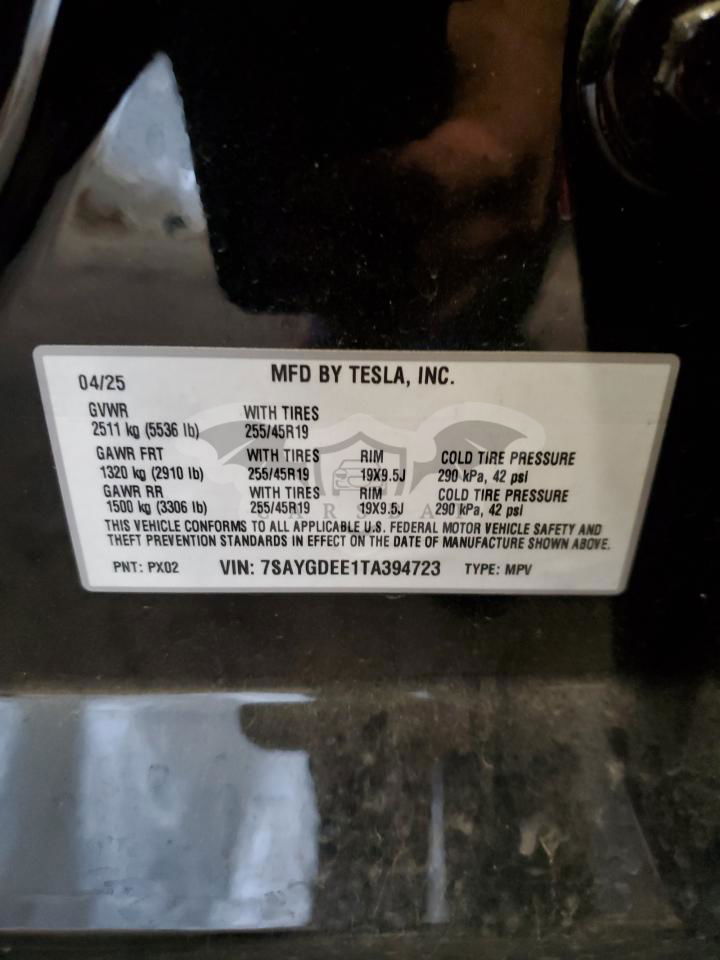 MFD BY TESLA, INC.
04/25
GVWR WITH TIRES
2511 kg (5536 lb) 255/45R19
GAWR FRT WITH TIRES RIM COLD TIRE PRESSURE
1320 kg (2910 lb) 255/45R19 19X9.5J 290 kPa, 42 psi
GAWR RR WITH TIRES RIM COLD TIRE PRESSURE
1500 kg (3306 lb) 255/45R19 19X9.5J 290 kPa, 42 psi
THIS VEHICLE CONFORMS TO ALL APPLICABLE U.S. FEDERAL MOTOR VEHICLE SAFETY AND
THEFT PREVENTION STANDARDS IN EFFECT ON THE DATE OF MANUFACTURE SHOWN ABOVE.
PNT: PX02 VIN: 7SAYGDEE1TA394723 TYPE: MPV